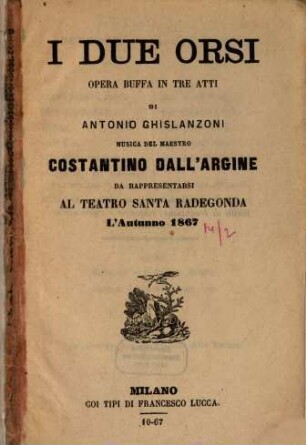 I DUE ORSI
OPERA BUFFA IN TRE ATTI
DI
ANTONIO GHISLANZONI
MUSICA DEL MAESTRO
COSTANTINO DALL'ARGINE
DA RAPPRESENTARSI
AL TEATRO SANTA RADEGONDA
L'Autunno 1867
MILANO
COI TIPI DI FRANCESCO LUCCA.
10-67